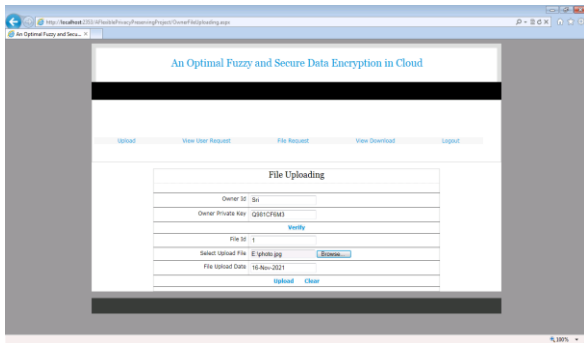 http://localhost:2353/AFlexiblePrivacyPreservingProject/OwnerFileUploading.aspx
An Optimal Fuzzy and Secu... ×
An Optimal Fuzzy and Secure Data Encryption in Cloud
Upload View User Request File Request View Download Logout
File Uploading
Owner Id Sri
Owner Private Key Q981CF6M3
Verify
File Id 1
Select Upload File E:\photo.jpg Browse...
File Upload Date 16-Nov-2021
Upload Clear
100%